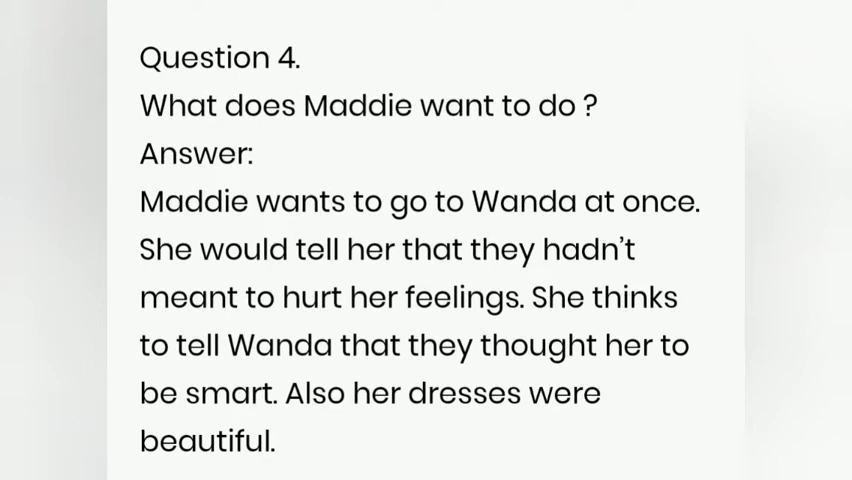 Question 4.
What does Maddie want to do ?
Answer:
Maddie wants to go to Wanda at once.
She would tell her that they hadn’t
meant to hurt her feelings. She thinks
to tell Wanda that they thought her to
be smart. Also her dresses were
beautiful.